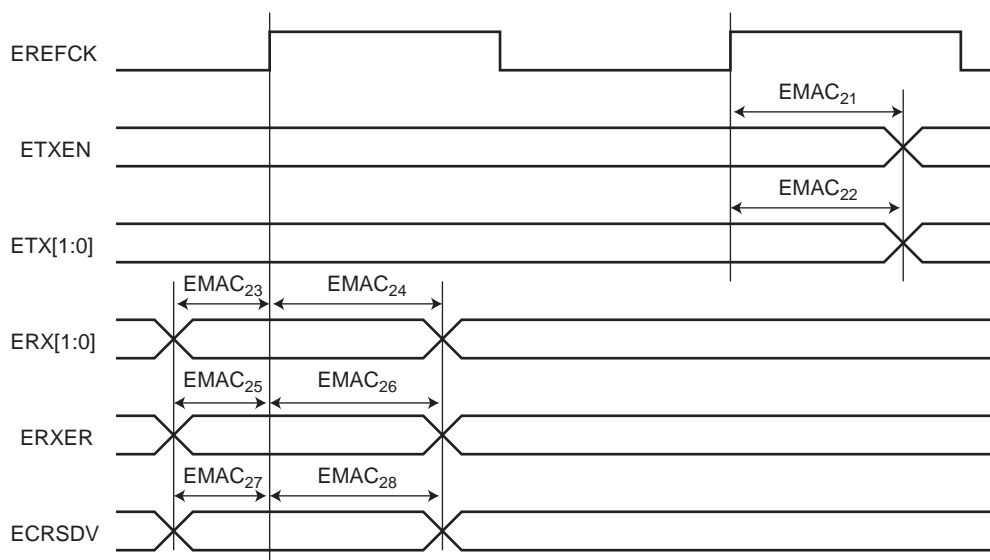 EREFCK
EMAC21
ETXEN
EMAC22
ETX[1:0]
EMAC23 EMAC24
ERX[1:0]
EMAC25 EMAC26
ERXER
EMAC27 EMAC28
ECRSDV